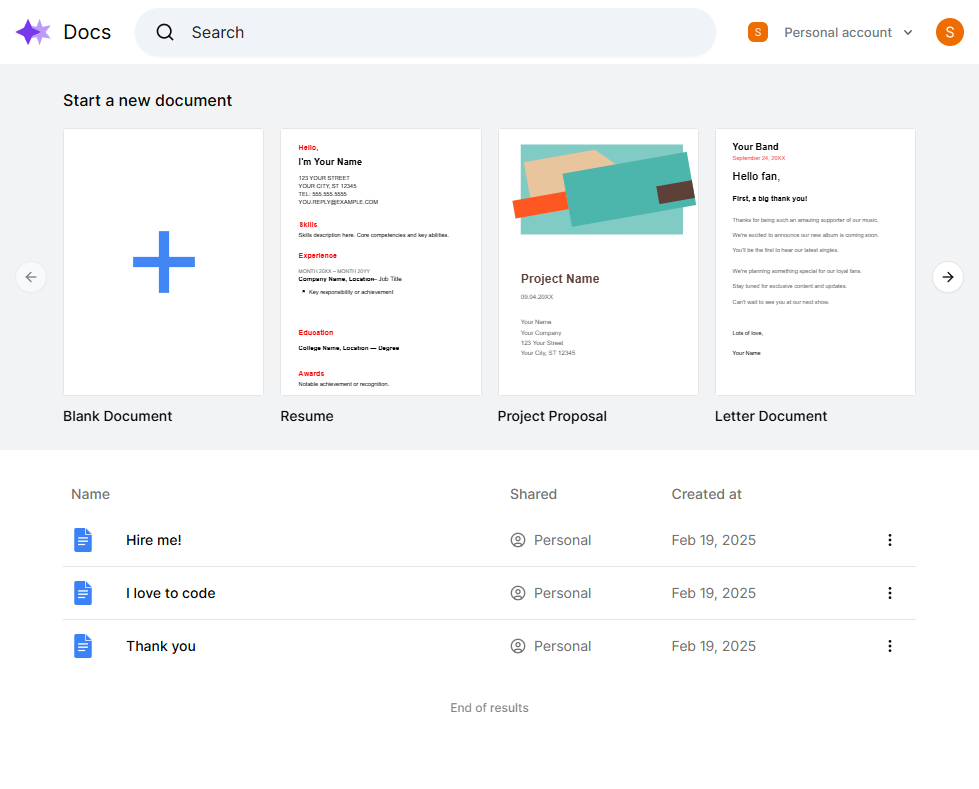 Docs
Search
S
Personal account
S
Start a new document
Hello,
I'm Your Name
123 YOUR STREET
YOUR CITY, ST 12345
TEL: 555.555.5555
YOU.REPLY@EXAMPLE.COM
Skills
Skills description here. Core competencies and key abilities.
Experience
MONTH 20XX – MONTH 20YY
Company Name, Location– Job Title
Key responsibility or achievement
Education
College Name, Location — Degree
Awards
Notable achievement or recognition.
Project Name
09.04.20XX
Your Name
Your Company
123 Your Street
Your City, ST 12345
Your Band
September 24, 20XX
Hello fan,
First, a big thank you!
Thanks for being such an amazing supporter of our music.
We're excited to announce our new album is coming soon.
You'll be the first to hear our latest singles.
We're planning something special for our loyal fans.
Stay tuned for exclusive content and updates.
Can't wait to see you at our next show.
Lots of love,
Your Name
Blank Document
Resume
Project Proposal
Letter Document
Name Shared Created at
Hire me! Personal Feb 19, 2025
I love to code Personal Feb 19, 2025
Thank you Personal Feb 19, 2025
End of results